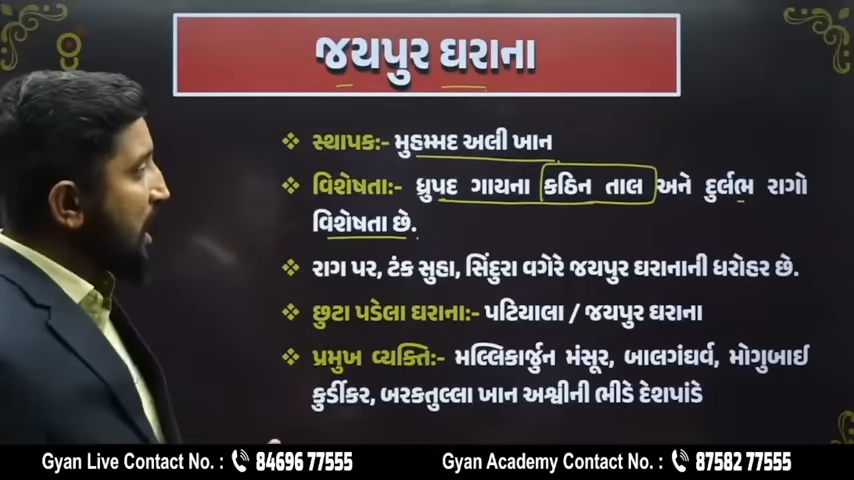 જયપુર ઘરાના
❖ સ્થાપક:- મુહમ્મદ અલી ખાન
❖ વિશેષતા:- ધ્રુપદ ગાયના કઠિન તાલ અને દુર્લભ રાગો
વિશેષતા છે.
❖ રાગ પર, ટંક સુહા, સિંદુરા વગેરે જયપુર ઘરાનાની ધરોહર છે.
❖ છુટા પડેલા ઘરાના:- પટિયાલા / જયપુર ઘરાના
❖ પ્રમુખ વ્યક્તિ:- મલ્લિકાર્જુન મંસૂર, બાલગંધર્વ, મોગુબાઈ
કુર્ડીકર, બરકતુલ્લા ખાન અશ્વીની ભીડે દેશપાંડે
Gyan Live Contact No. : 84696 77555 Gyan Academy Contact No. : 87582 77555